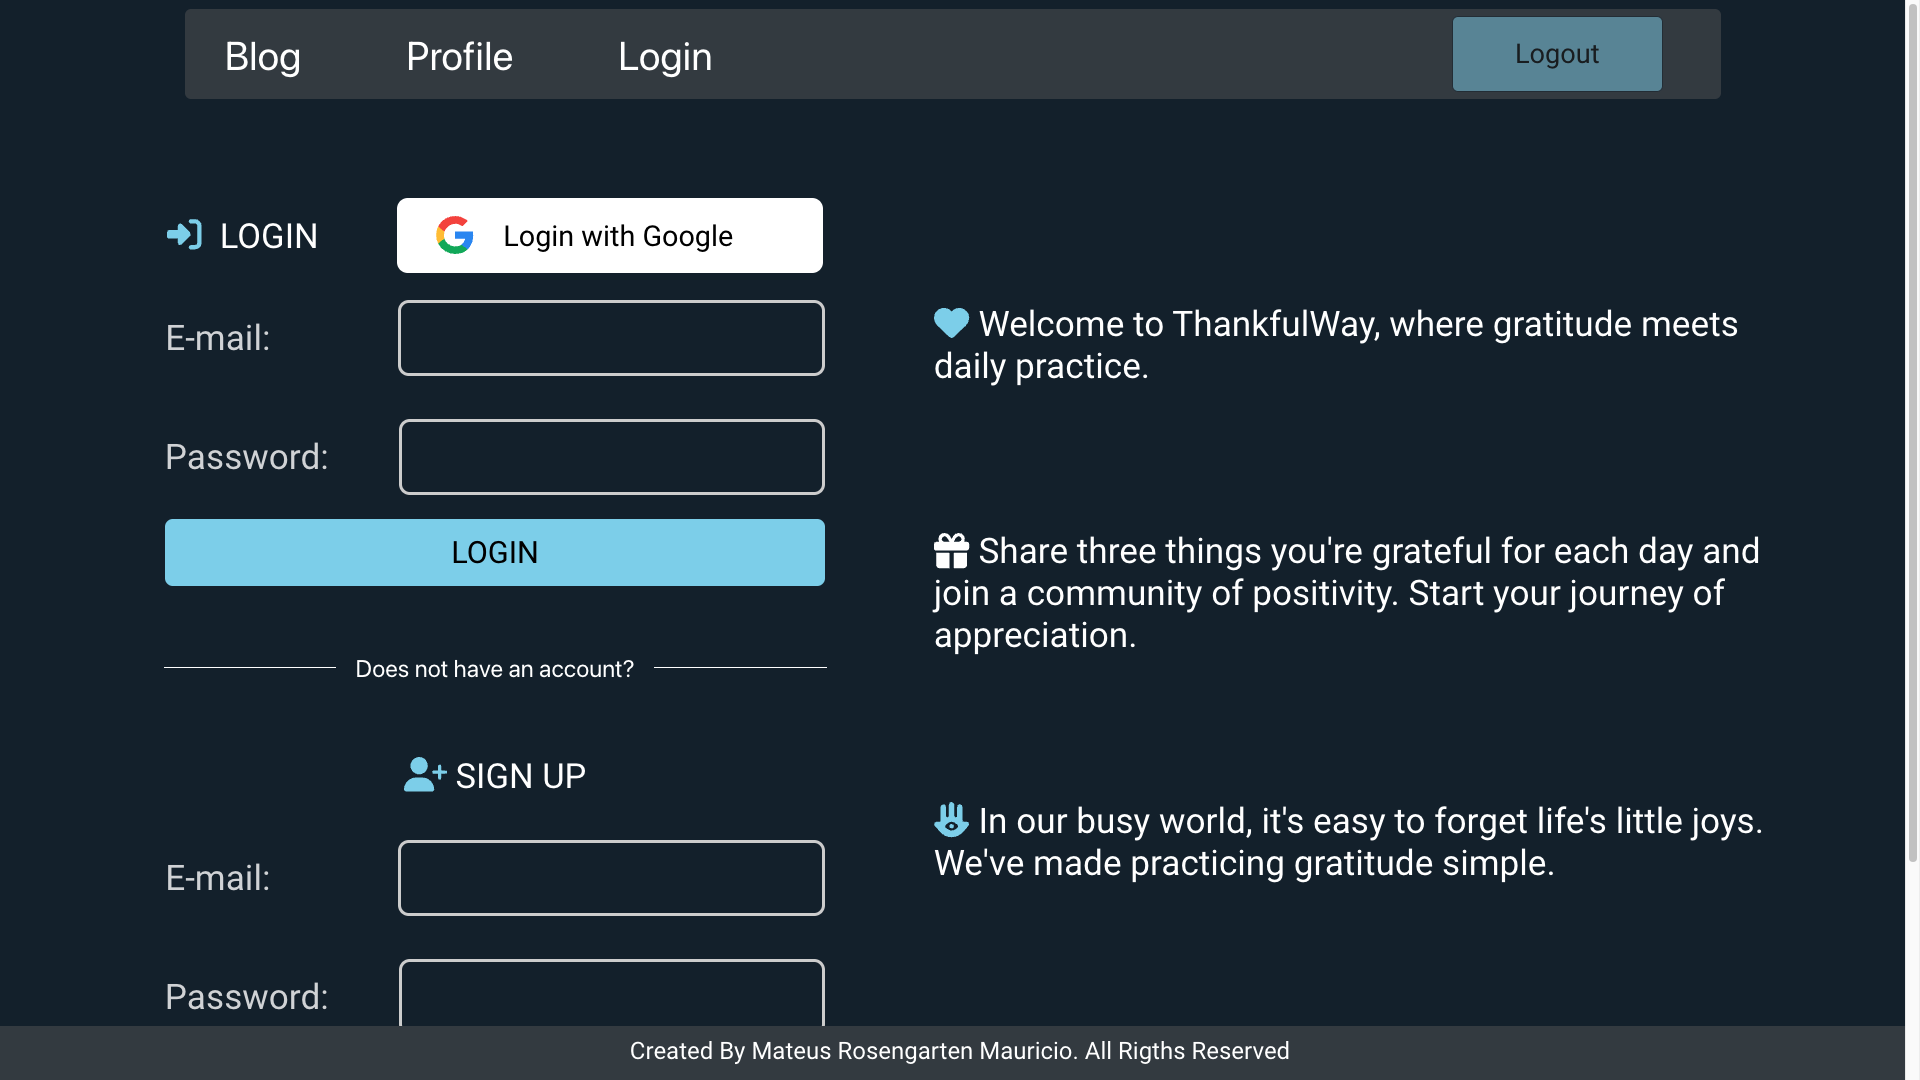 Blog
Profile
Login
Logout
LOGIN
Login with Google
E-mail:
Password:
LOGIN
Does not have an account?
SIGN UP
E-mail:
Password:
Welcome to ThankfulWay, where gratitude meets
daily practice.
Share three things you're grateful for each day and
join a community of positivity. Start your journey of
appreciation.
In our busy world, it's easy to forget life's little joys.
We've made practicing gratitude simple.
Created By Mateus Rosengarten Mauricio. All Rigths Reserved